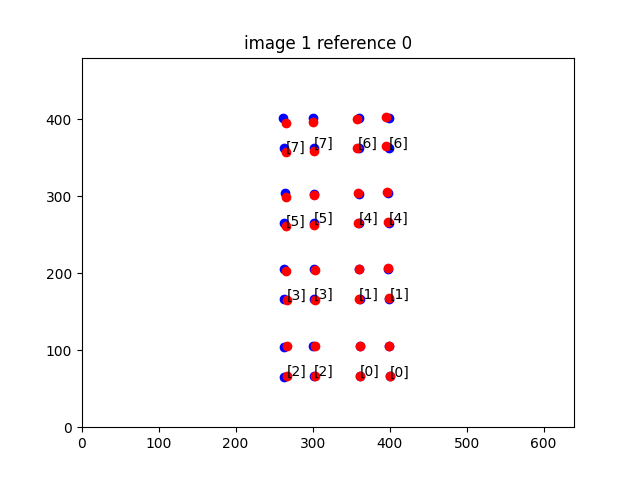 image 1 reference 0
400
[7] [7] [6] [6]
300
[5] [5] [4] [4]
200
[3] [3] [1] [1]
100
[2] [2] [0] [0]
0
0 100 200 300 400 500 600